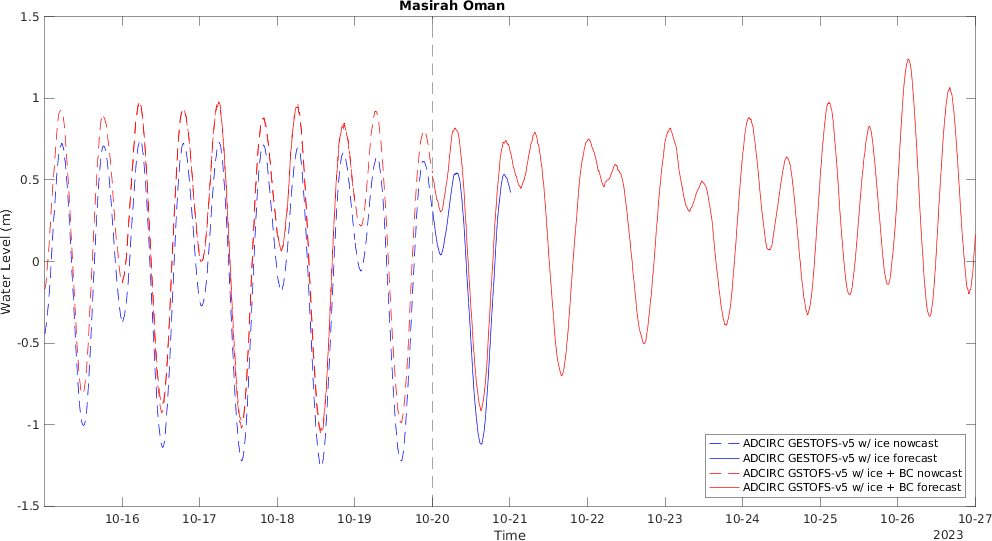 Masirah Oman
1.5
1
0.5
0
-0.5
-1
-1.5
Water Level (m)
ADCIRC GESTOFS-v5 w/ ice nowcast
ADCIRC GESTOFS-v5 w/ ice forecast
ADCIRC GSTOFS-v5 w/ ice + BC nowcast
ADCIRC GSTOFS-v5 w/ ice + BC forecast
10-16 10-17 10-18 10-19 10-20 10-21 10-22 10-23 10-24 10-25 10-26 10-27
Time
2023